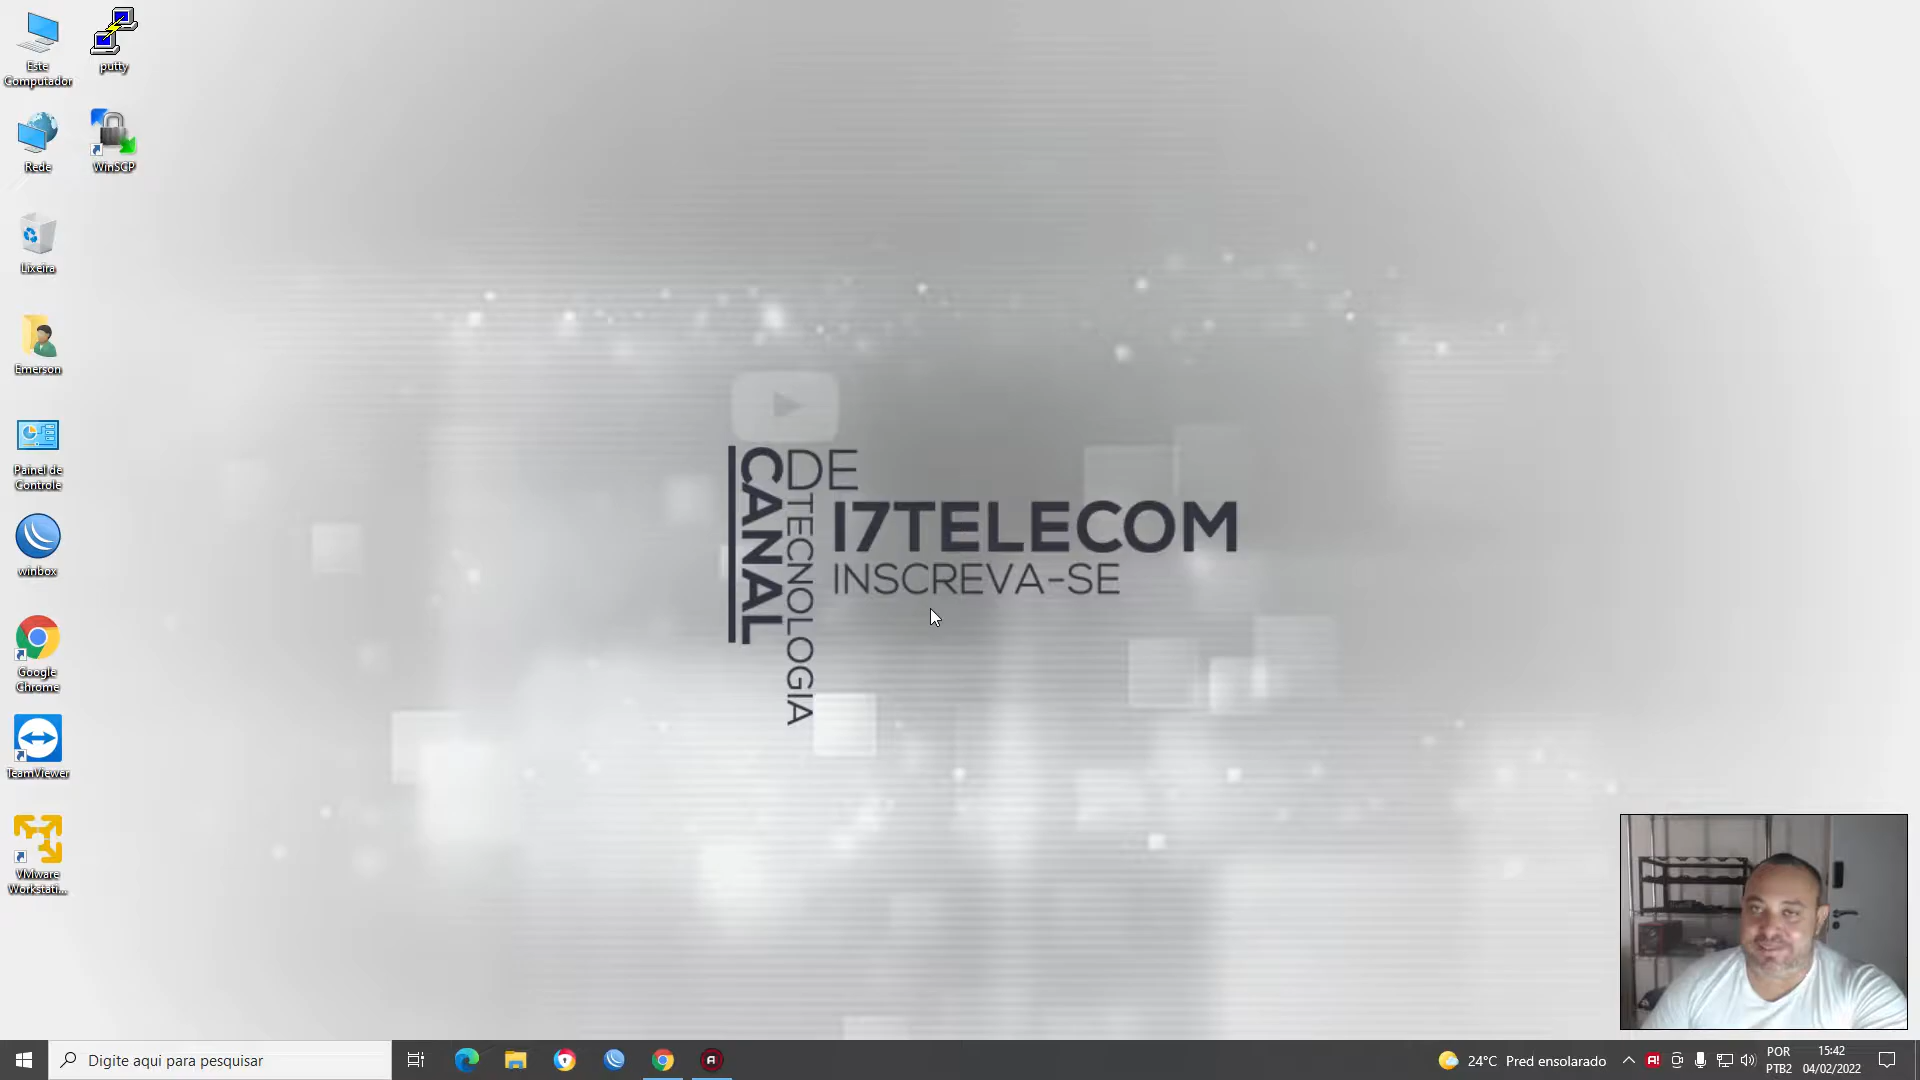 Este
Computador
putty
Rede
WinSCP
Lixeira
Emerson
Painel de
Controle
winbox
Google
Chrome
TeamViewer
VMware
Workstati...
CANAL
DE
TECNOLOGIA
I7TELECOM
INSCREVA-SE
Digite aqui para pesquisar
24°C Pred ensolarado
POR
PTB2
15:42
04/02/2022